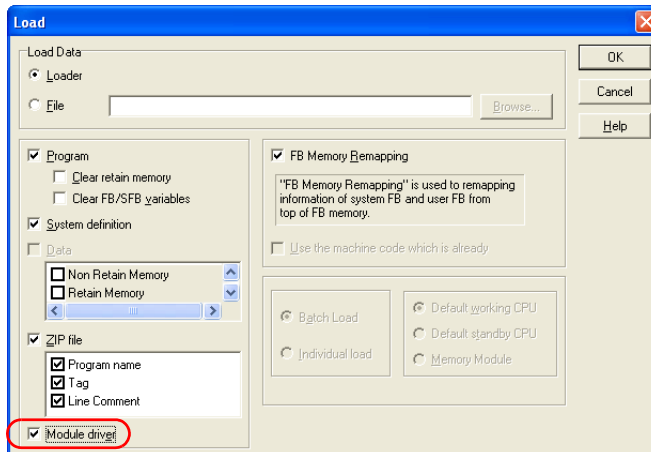 Load
Load Data
Loader
File
Browse...
OK
Cancel
Help
Program
Clear retain memory
Clear FB/SFB variables
System definition
Data
Non Retain Memory
Retain Memory
ZIP file
Program name
Tag
Line Comment
Module driver
FB Memory Remapping
"FB Memory Remapping" is used to remapping
information of system FB and user FB from
top of FB memory.
Use the machine code which is already
Batch Load
Individual load
Default working CPU
Default standby CPU
Memory Module